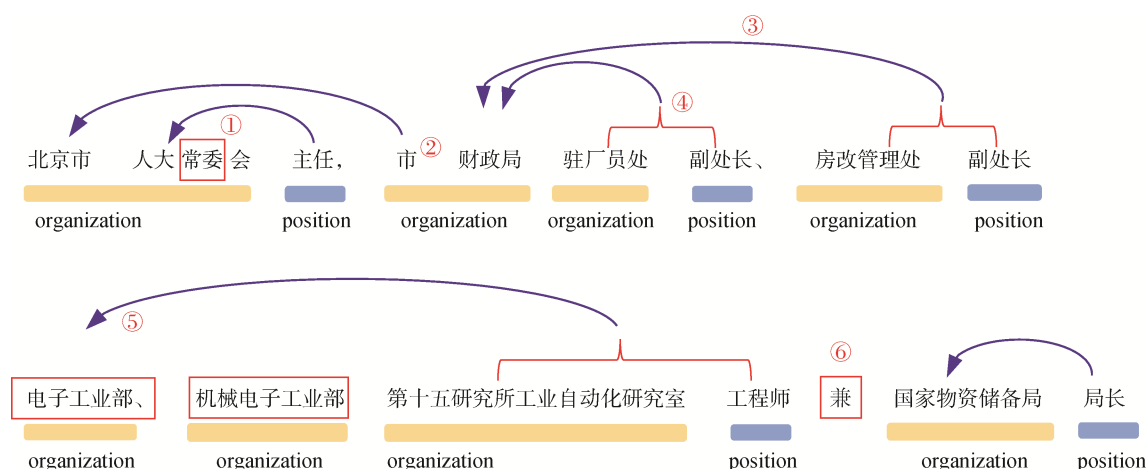 ③
④
①
北京市 人大 常委 会 主任, 市 ② 财政局 驻厂员处 副处长、 房改管理处 副处长
organization position organization organization position organization position
⑤ ⑥
电子工业部、 机械电子工业部 第十五研究所工业自动化研究室 工程师 兼 国家物资储备局 局长
organization organization organization position organization position